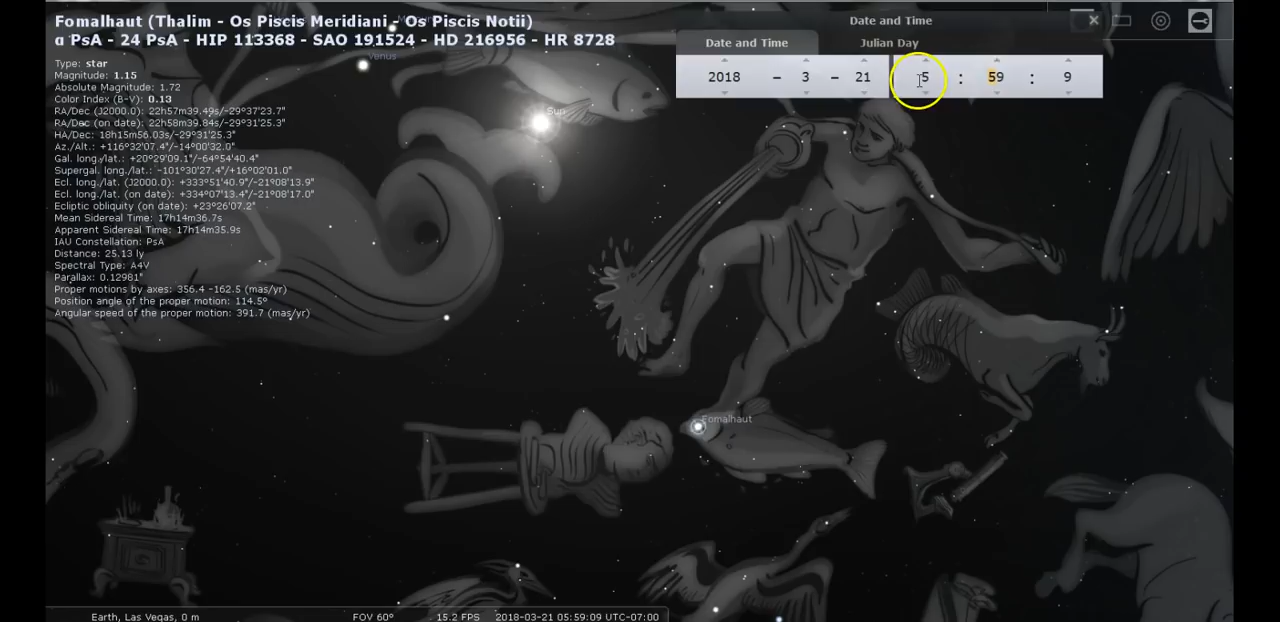 Fomalhaut (Thalim - Os Piscis Meridiani - Os Piscis Notii)
α PsA - 24 PsA - HIP 113368 - SAO 191524 - HD 216956 - HR 8728
Type: star
Magnitude: 1.15
Absolute Magnitude: 1.72
Color Index (B-V): 0.13
RA/Dec (J2000.0): 22h57m39.49s/-29°37'23.7"
RA/Dec (on date): 22h58m39.84s/-29°31'25.3"
HA/Dec: 18h15m56.03s/-29°31'25.3"
Az./Alt.: +116°32'07.4"/-14°00'32.0"
Gal. long./lat.: +20°29'09.1"/-64°54'40.4"
Supergal. long./lat.: -101°30'27.4"/+16°02'01.0"
Ecl. long./lat. (J2000.0): +333°51'40.9"/-21°08'13.9"
Ecl. long./lat. (on date): +334°07'13.4"/-21°08'17.0"
Ecliptic obliquity (on date): +23°26'07.2"
Mean Sidereal Time: 17h14m36.7s
Apparent Sidereal Time: 17h14m35.9s
IAU Constellation: PsA
Distance: 25.13 ly
Spectral Type: A4V
Parallax: 0.12981"
Proper motions by axes: 356.4 -162.5 (mas/yr)
Position angle of the proper motion: 114.5°
Angular speed of the proper motion: 391.7 (mas/yr)
Venus
Sun
Date and Time
Date and Time Julian Day
2018 - 3 - 21 5 : 59 : 9
Fomalhaut
Earth, Las Vegas, 0 m FOV 60° 15.2 FPS 2018-03-21 05:59:09 UTC-07:00